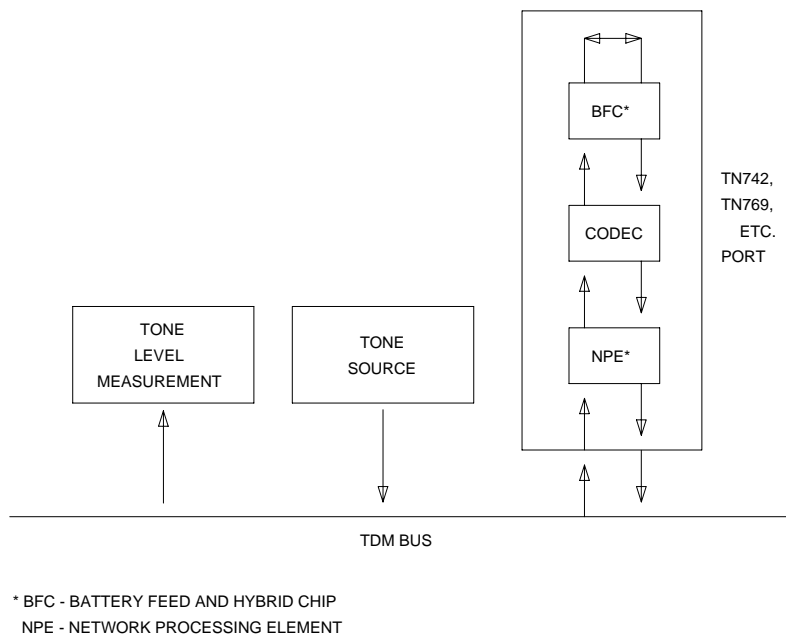 BFC*
TN742,
TN769,
ETC.
PORT
CODEC
TONE
LEVEL
MEASUREMENT
TONE
SOURCE
NPE*
TDM BUS
* BFC - BATTERY FEED AND HYBRID CHIP
NPE - NETWORK PROCESSING ELEMENT